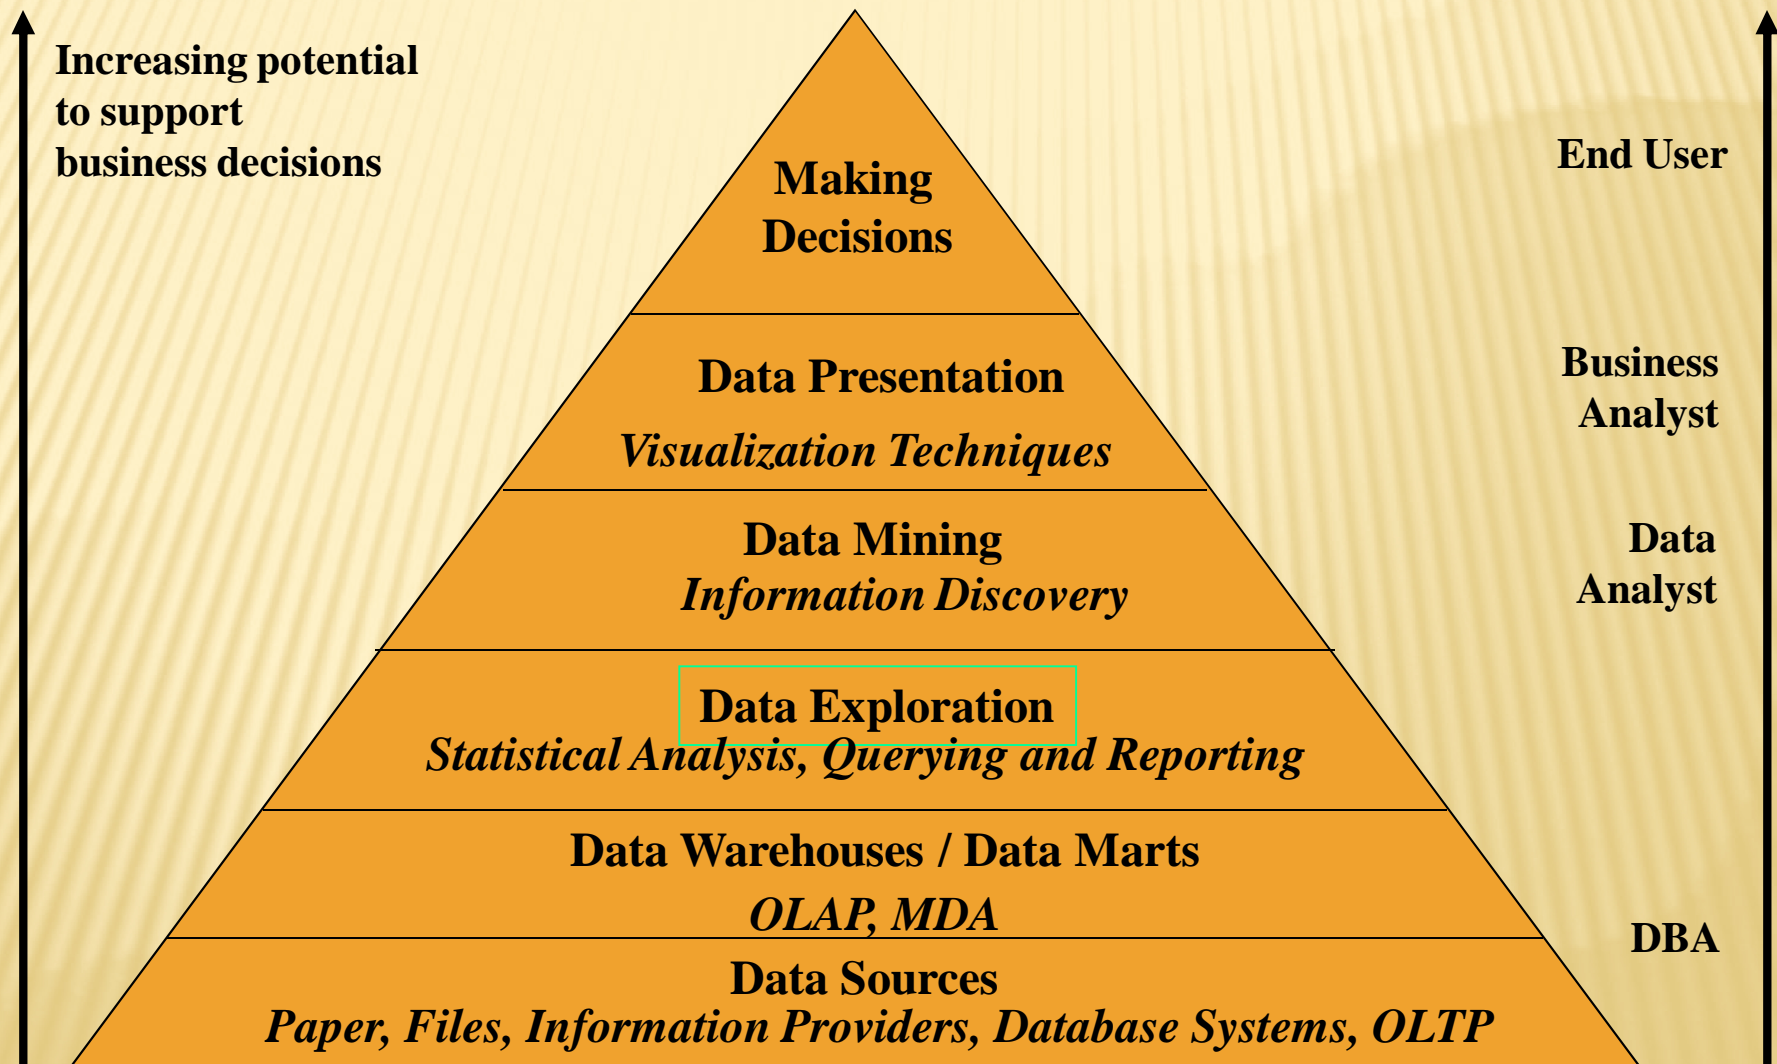 Increasing potential
to support
business decisions
End User
Making
Decisions
Business
Analyst
Data Presentation
Visualization Techniques
Data
Analyst
Data Mining
Information Discovery
Data Exploration
Statistical Analysis, Querying and Reporting
Data Warehouses / Data Marts
OLAP, MDA
DBA
Data Sources
Paper, Files, Information Providers, Database Systems, OLTP